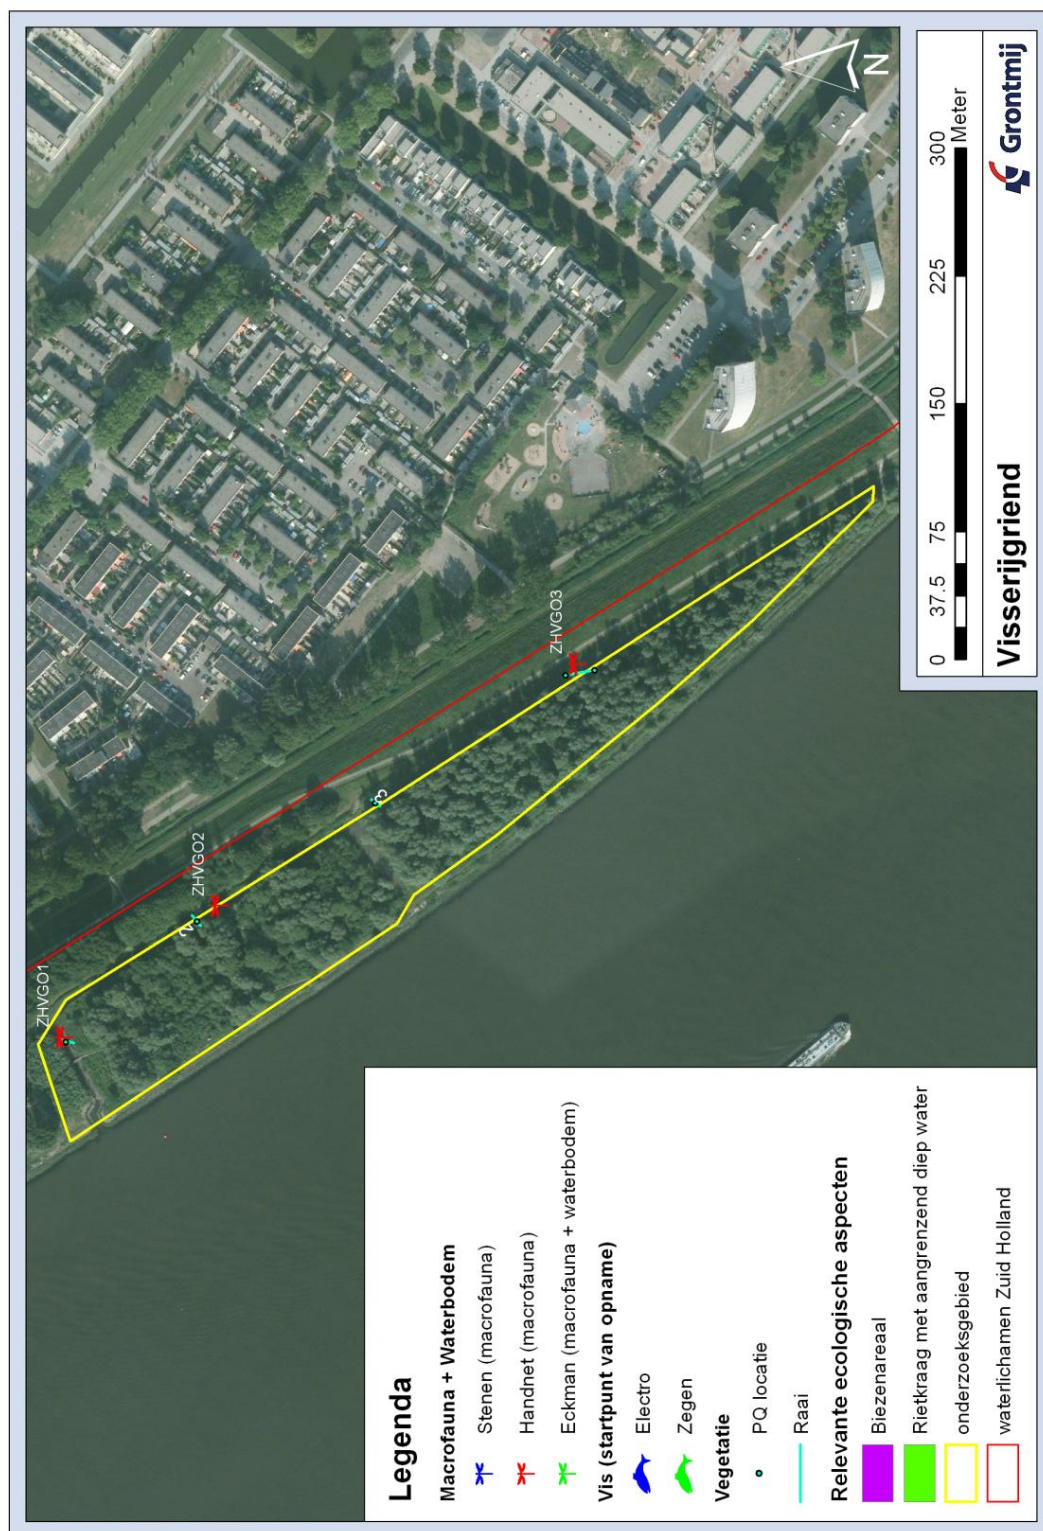 ZHVGO1
ZHVGO2
ZHVGO3
2
3
N
Legenda
Macrofauna + Waterbodem
Stenen (macrofauna)
Handnet (macrofauna)
Eckman (macrofauna + waterbodem)
Vis (startpunt van opname)
Electro
Zegen
Vegetatie
PQ locatie
Raai
Relevante ecologische aspecten
Biezenareaal
Rietkraag met aangrenzend diep water
onderzoeksgebied
waterlichamen Zuid Holland
0 37.5 75 150 225 300
Meter
Visserijgriend
Grontmij